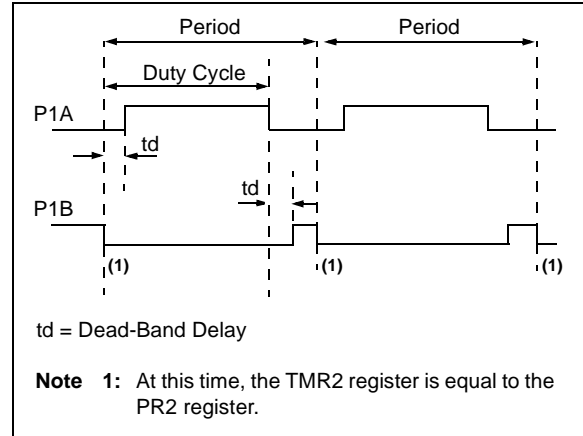 Period Period
Duty Cycle
P1A
td
td
P1B
(1) (1) (1)
td = Dead-Band Delay
Note 1: At this time, the TMR2 register is equal to the
PR2 register.